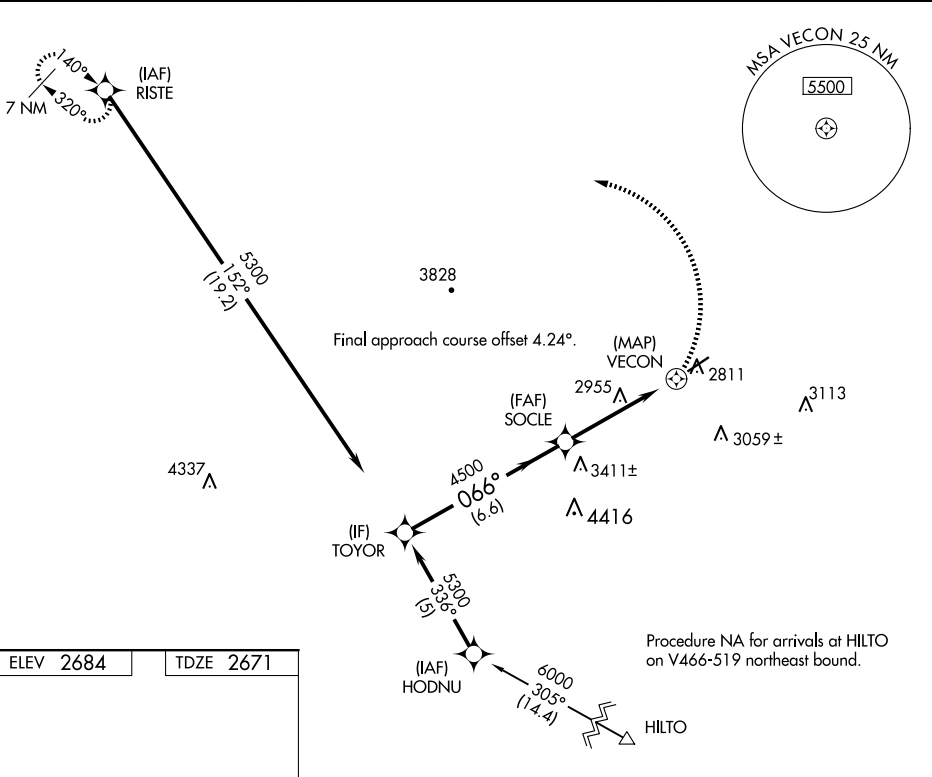 MSA VECON 25 NM
5500
140°
320°
7 NM
(IAF)
RISTE
5300
152°
(19.2)
3828
Final approach course offset 4.24°.
(MAP)
VECON
2811
2955
3113
(FAF)
SOCLE
3059 ±
3411±
4337
4500
066°
(6.6)
4416
(IF)
TOYOR
5300
336°
(5)
Procedure NA for arrivals at HILTO
on V466-519 northeast bound.
ELEV 2684
TDZE 2671
(IAF)
HODNU
6000
305°
(14.4)
HILTO